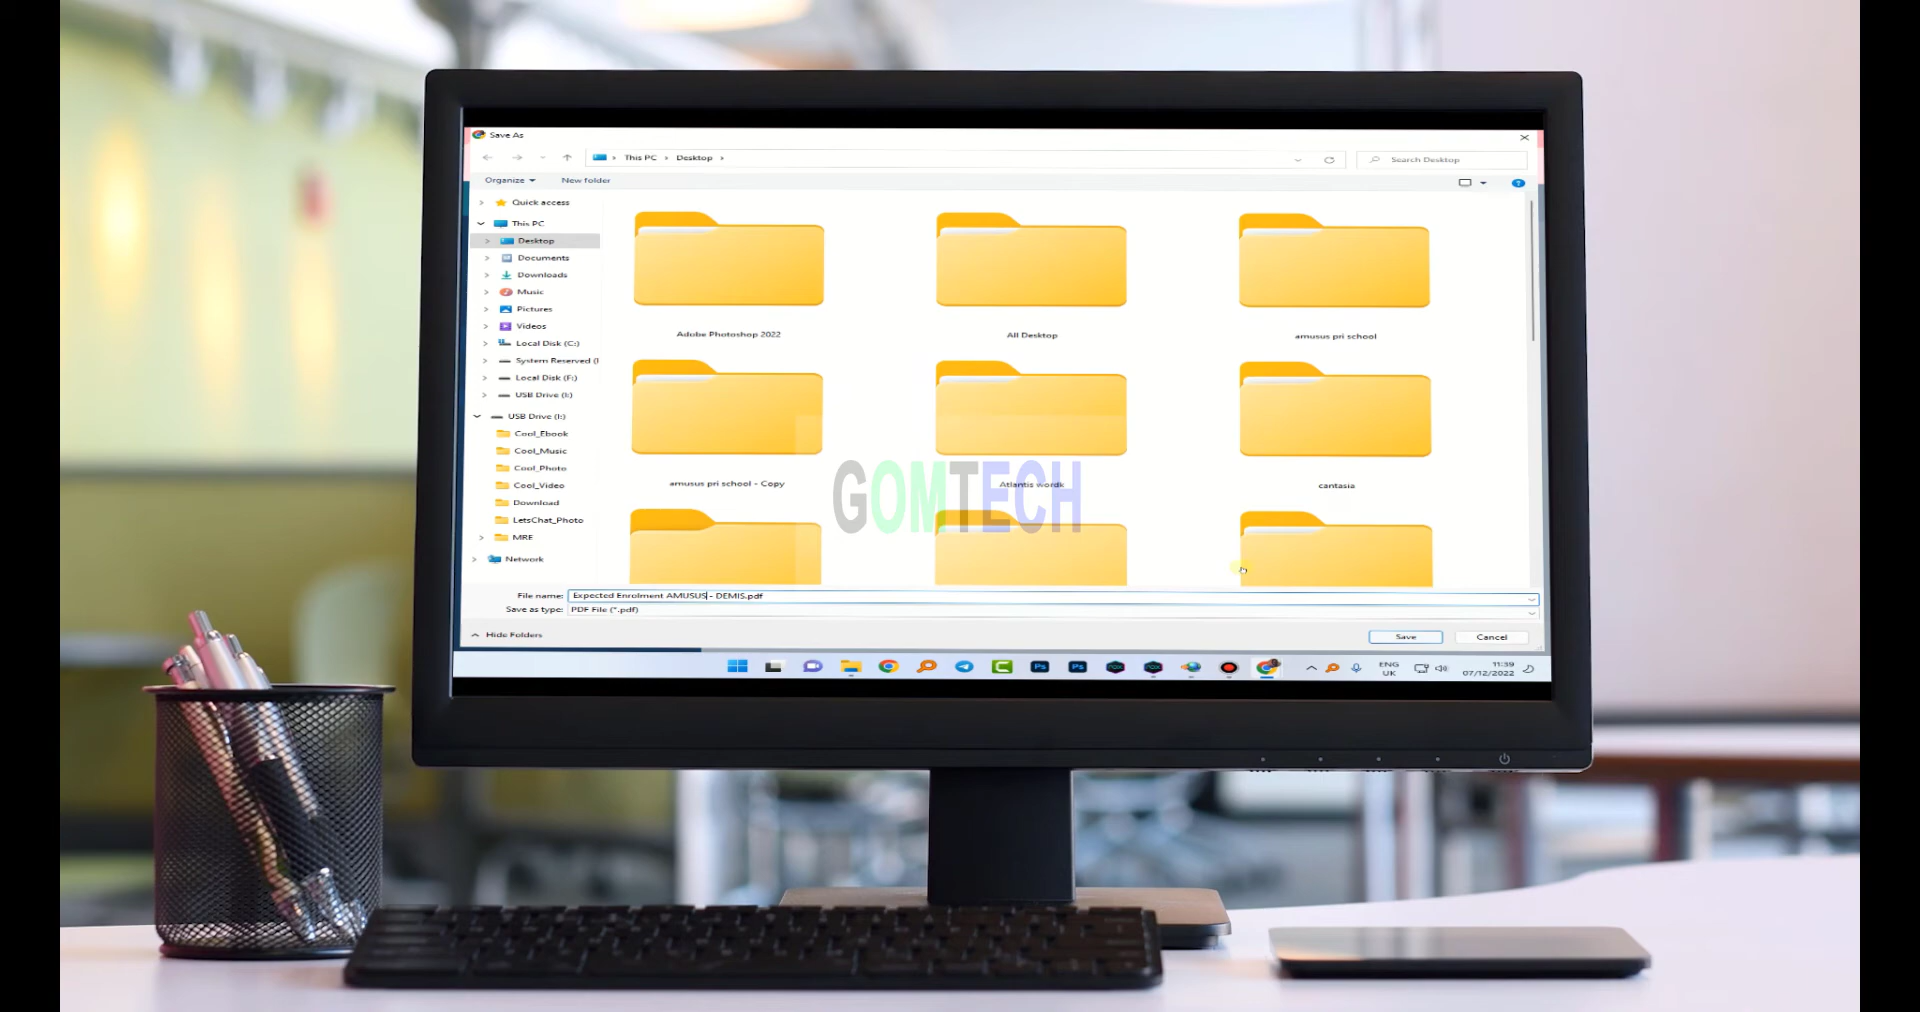 Save As
This PC > Desktop >
Search Desktop
Organize
New folder
Quick access
This PC
Desktop
Documents
Downloads
Music
Pictures
Videos
Local Disk (C:)
System Reserved (
Local Disk (F:)
USB Drive (I:)
USB Drive (I:)
Cool_Ebook
Cool_Music
Cool_Photo
Cool_Video
Download
LetsChat_Photo
MRE
Network
Adobe Photoshop 2022
All Desktop
amusus pri school
amusus pri school - Copy
Atlantis wordk
cantasia
GOMTECH
File name: Expected Enrolment AMUSUS - DEMIS.pdf
Save as type: PDF File (*.pdf)
Hide Folders
Save
Cancel
Ps
Ps
ENG
UK
11:39
07/12/2022